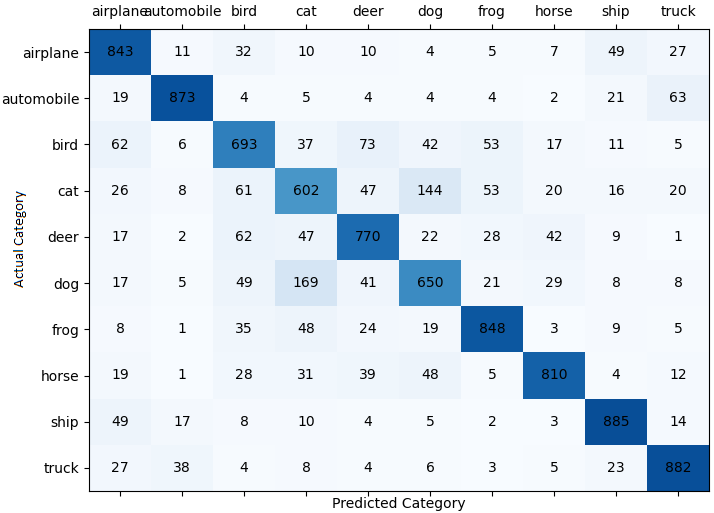 airplane automobile bird cat deer dog frog horse ship truck
airplane 843 11 32 10 10 4 5 7 49 27
automobile 19 873 4 5 4 4 4 2 21 63
bird 62 6 693 37 73 42 53 17 11 5
cat 26 8 61 602 47 144 53 20 16 20
deer 17 2 62 47 770 22 28 42 9 1
dog 17 5 49 169 41 650 21 29 8 8
frog 8 1 35 48 24 19 848 3 9 5
horse 19 1 28 31 39 48 5 810 4 12
ship 49 17 8 10 4 5 2 3 885 14
truck 27 38 4 8 4 6 3 5 23 882
Actual Category
Predicted Category